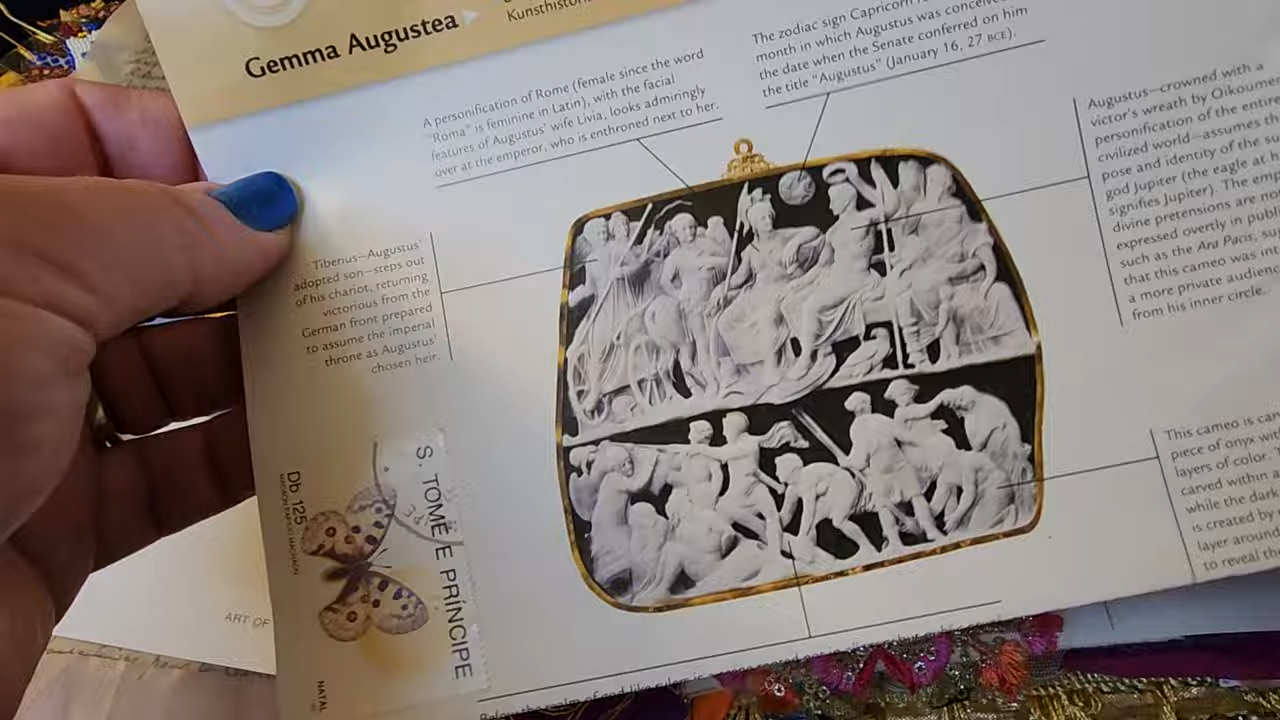 Gemma Augustea
Kunsthistor
A personification of Rome (female since the word
"Roma" is feminine in Latin), with the facial
features of Augustus' wife Livia, looks admiringly
over at the emperor, who is enthroned next to her.
The zodiac sign Capricorn
month in which Augustus was conceive
the date when the Senate conferred on him
the title "Augustus" (January 16, 27 BCE).
Augustus—crowned with a
victor's wreath by Oikoume
personification of the entire
civilized world—assumes th
pose and identity of the su
god Jupiter (the eagle at h
signifies Jupiter). The emp
divine pretensions are no
expressed overtly in publ
such as the Ara Pacis, su
that this cameo was int
a more private audien
from his inner circle.
Tiberius—Augustus'
adopted son—steps out
of his chariot, returning
victorious from the
German front prepared
to assume the imperial
throne as Augustus'
chosen heir.
This cameo is car
piece of onyx wit
layers of color. T
carved within a
while the dark
is created by
layer around
to reveal th
S. TOMÉ E PRÍNCIPE
Db 125
NATAL
ART OF